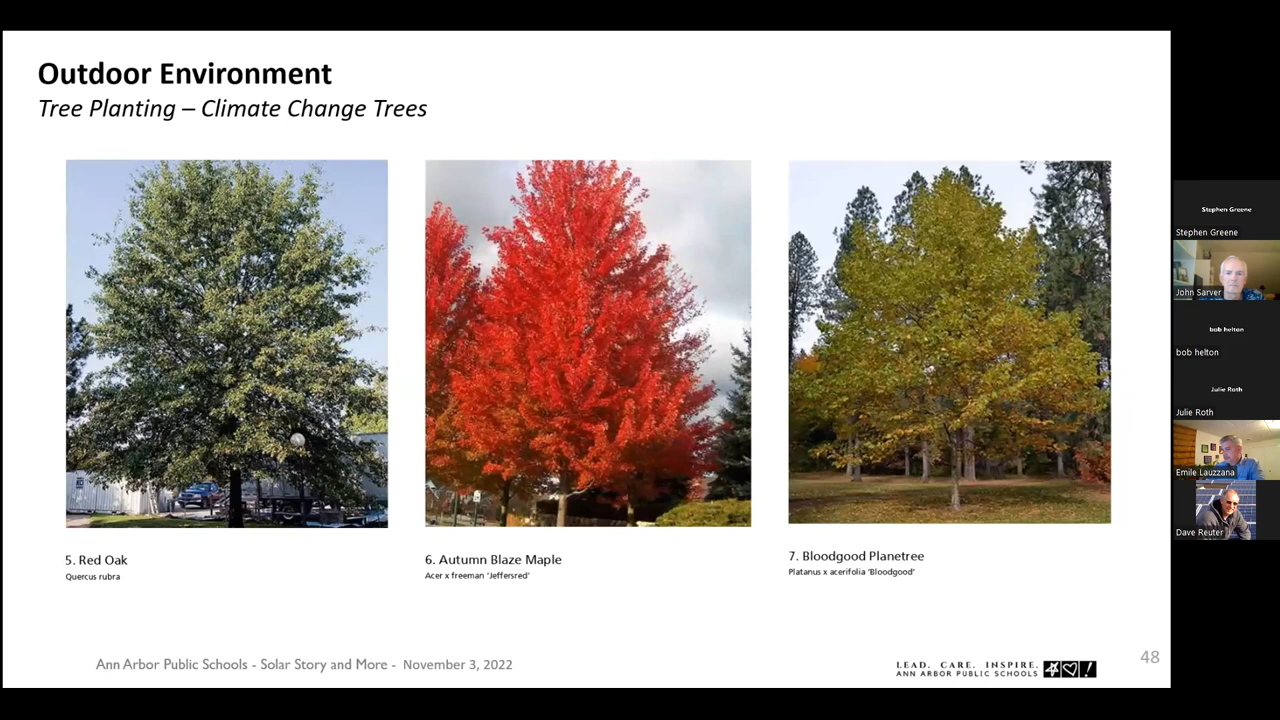 Outdoor Environment
Tree Planting – Climate Change Trees
5. Red Oak
Quercus rubra
6. Autumn Blaze Maple
Acer x freeman 'Jeffersred'
7. Bloodgood Planetree
Platanus x acerifolia 'Bloodgood'
Ann Arbor Public Schools - Solar Story and More - November 3, 2022
LEAD. CARE. INSPIRE.
ANN ARBOR PUBLIC SCHOOLS
48
Stephen Greene
Stephen Greene
John Sarver
bob helton
bob helton
Julie Roth
Julie Roth
Emile Lauzzana
Dave Reuter